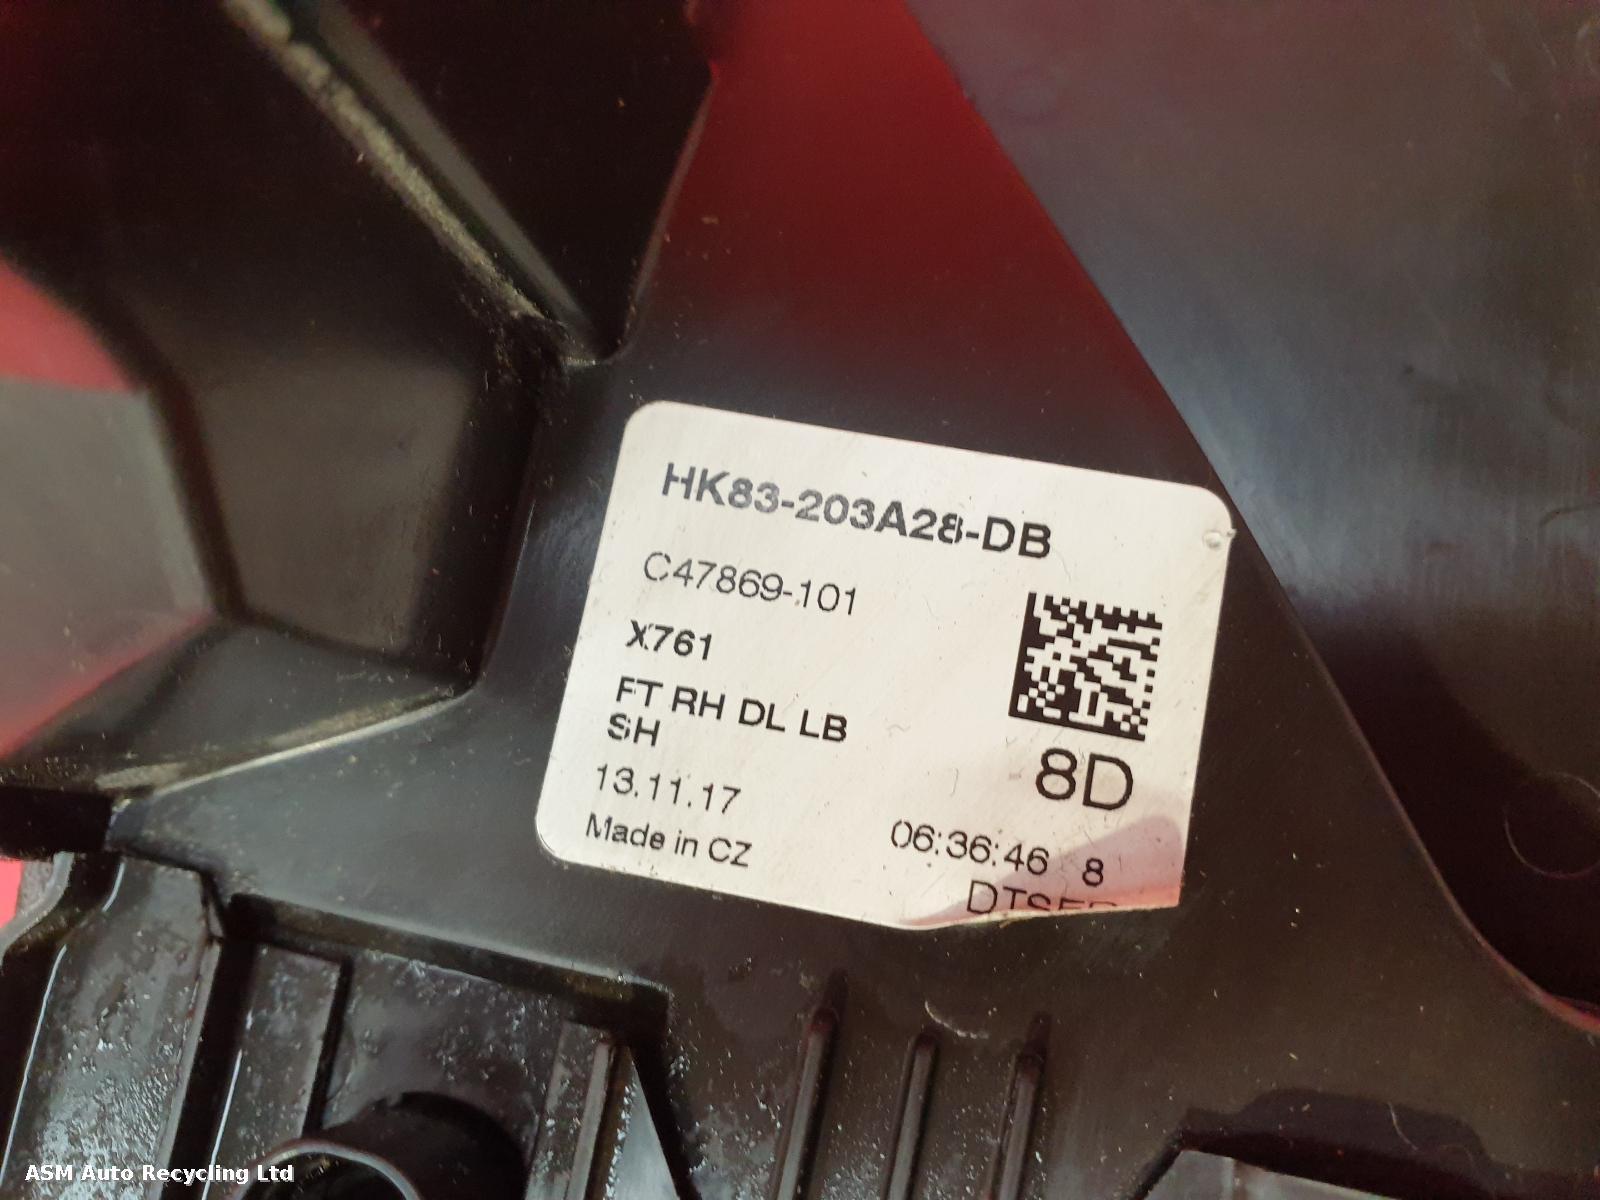 HK83-203A28-DB
C47869-101
X761
FT RH DL LB
SH
13.11.17
Made in CZ
8D
06:36:46 8
ASM Auto Recycling Ltd